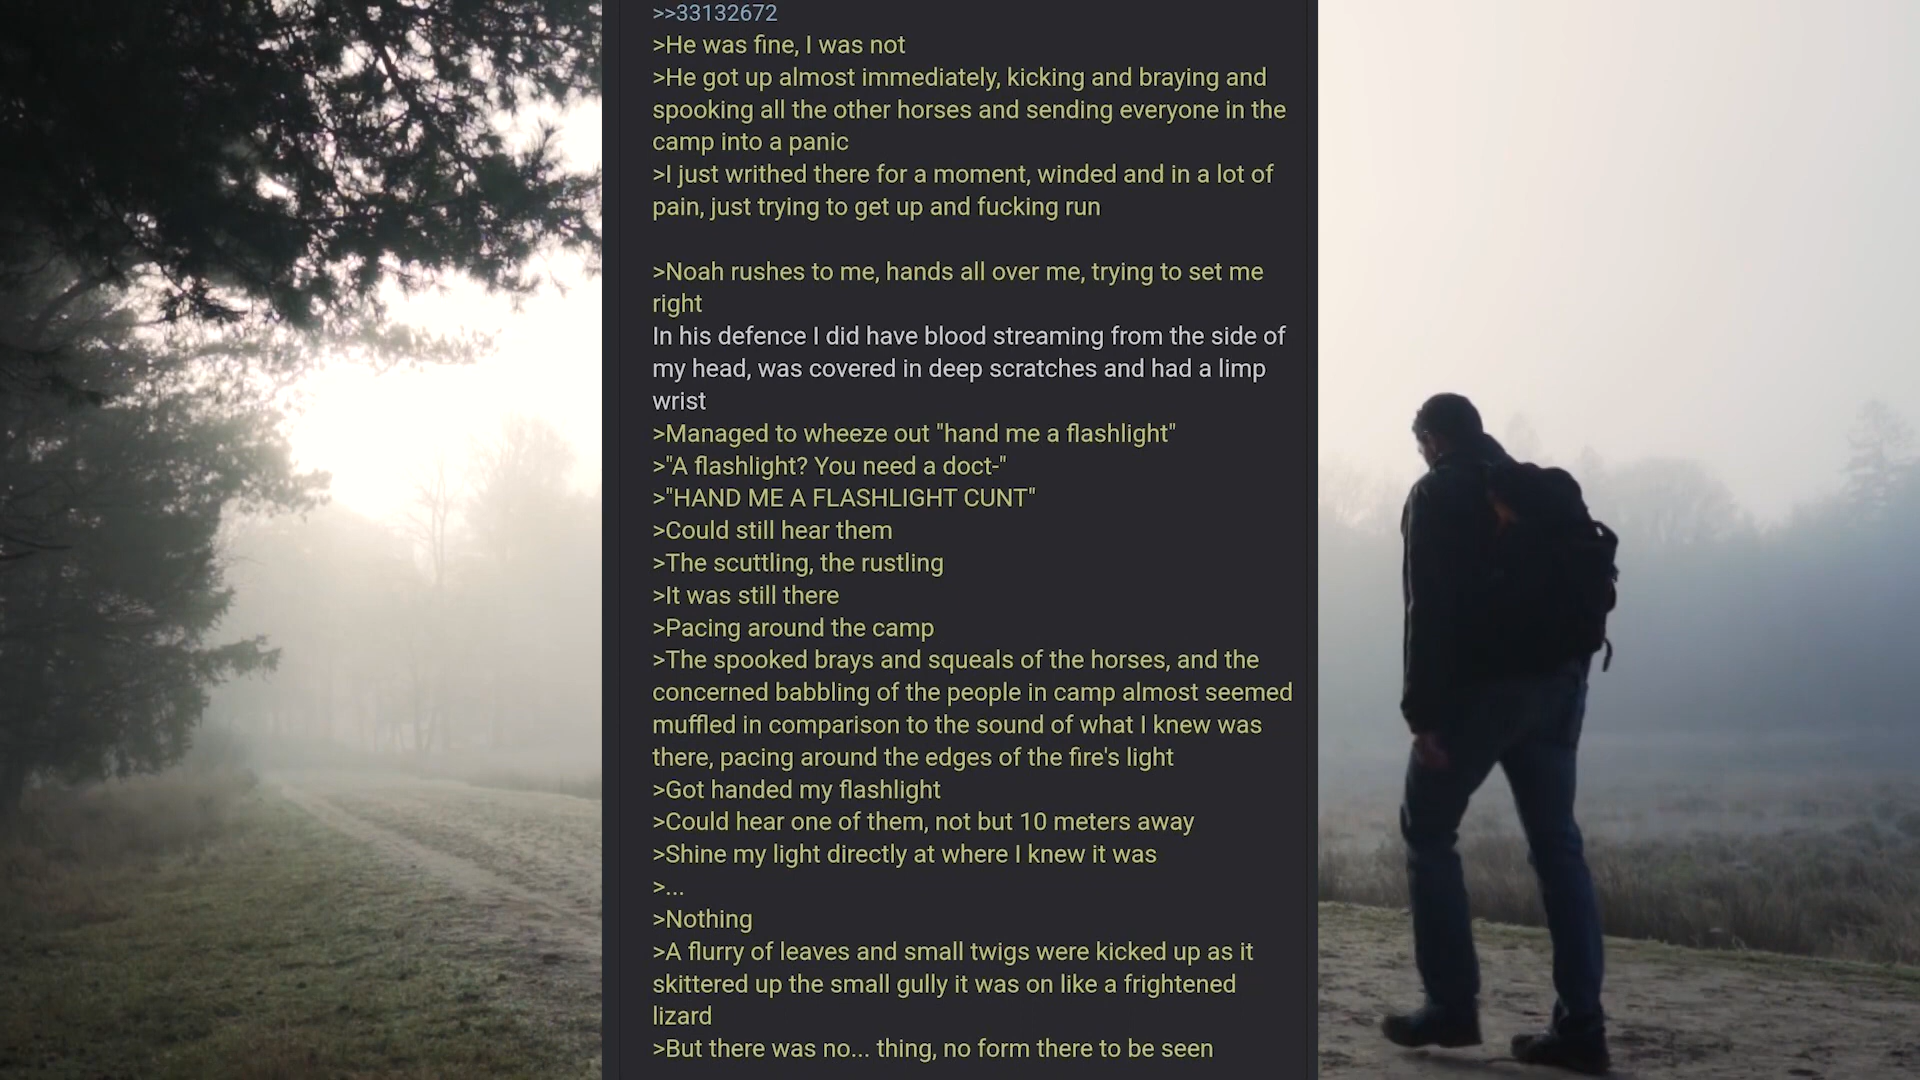 >>33132672
>He was fine, I was not
>He got up almost immediately, kicking and braying and
spooking all the other horses and sending everyone in the
camp into a panic
>I just writhed there for a moment, winded and in a lot of
pain, just trying to get up and fucking run
>Noah rushes to me, hands all over me, trying to set me
right
In his defence I did have blood streaming from the side of
my head, was covered in deep scratches and had a limp
wrist
>Managed to wheeze out "hand me a flashlight"
>"A flashlight? You need a doct-"
>"HAND ME A FLASHLIGHT CUNT"
>Could still hear them
>The scuttling, the rustling
>It was still there
>Pacing around the camp
>The spooked brays and squeals of the horses, and the
concerned babbling of the people in camp almost seemed
muffled in comparison to the sound of what I knew was
there, pacing around the edges of the fire's light
>Got handed my flashlight
>Could hear one of them, not but 10 meters away
>Shine my light directly at where I knew it was
>...
>Nothing
>A flurry of leaves and small twigs were kicked up as it
skittered up the small gully it was on like a frightened
lizard
>But there was no... thing, no form there to be seen